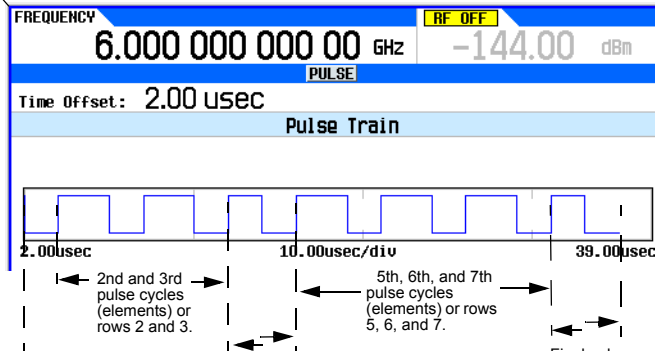 FREQUENCY RF OFF
6.000 000 000 00 GHz -144.00 dBm
PULSE
Time Offset: 2.00 usec
Pulse Train
2.00usec 10.00usec/div 39.00usec
2nd and 3rd
pulse cycles
(elements) or
rows 2 and 3.
5th, 6th, and 7th
pulse cycles
(elements) or rows
5, 6, and 7.